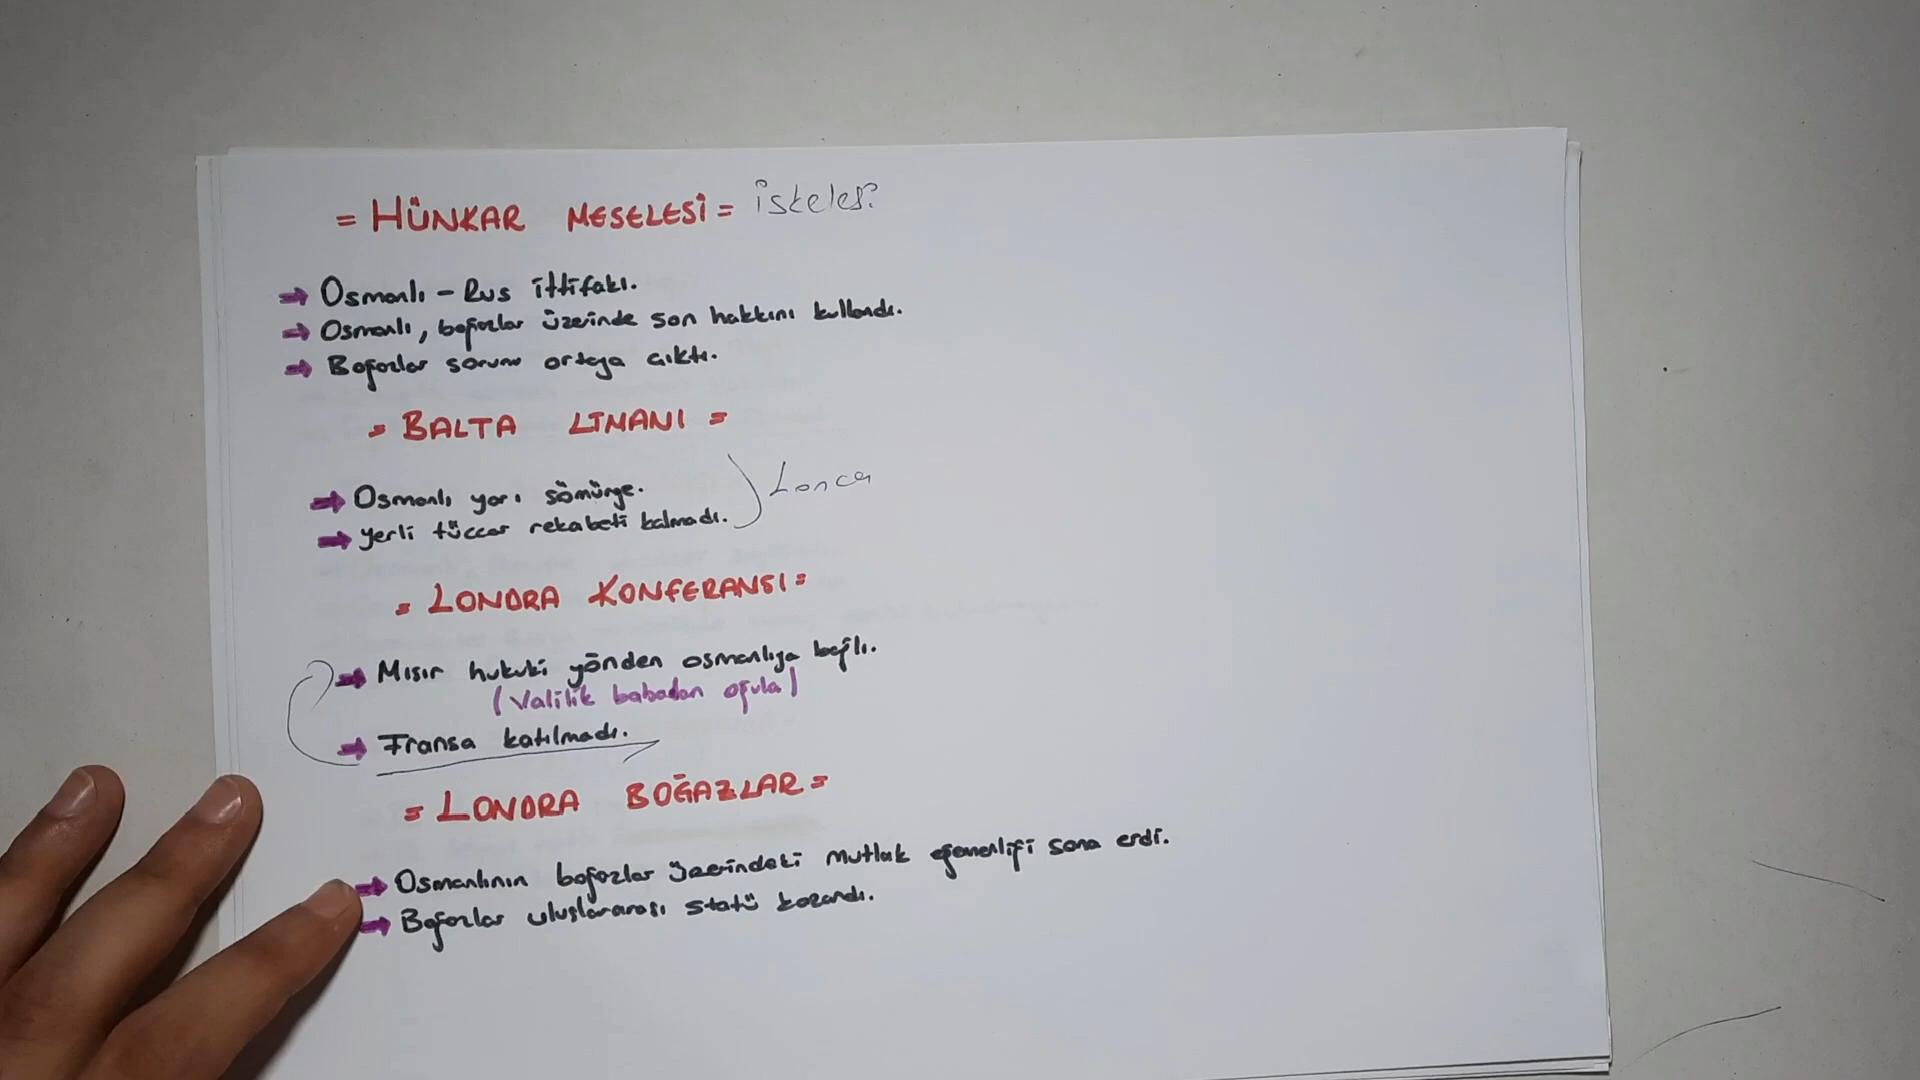 = HÜNKAR MESELESİ = İskelesi
➡ Osmanlı - Rus ittifakı.
➡ Osmanlı, boğazlar üzerinde son hakkını kullandı.
➡ Boğazlar sorunu ortaya çıktı.
= BALTA LİMANI =
➡ Osmanlı yarı sömürge.
➡ yerli tüccar rekabeti kalmadı. Lonca
= LONDRA KONFERANSI =
➡ Mısır hukuki yönden osmanlıya bağlı.
(Valilik babadan oğula)
➡ Fransa katılmadı.
= LONDRA BOĞAZLAR =
➡ Osmanlının boğazlar üzerindeki mutlak egemenliği sona erdi.
➡ Boğazlar uluslararası statü kazandı.